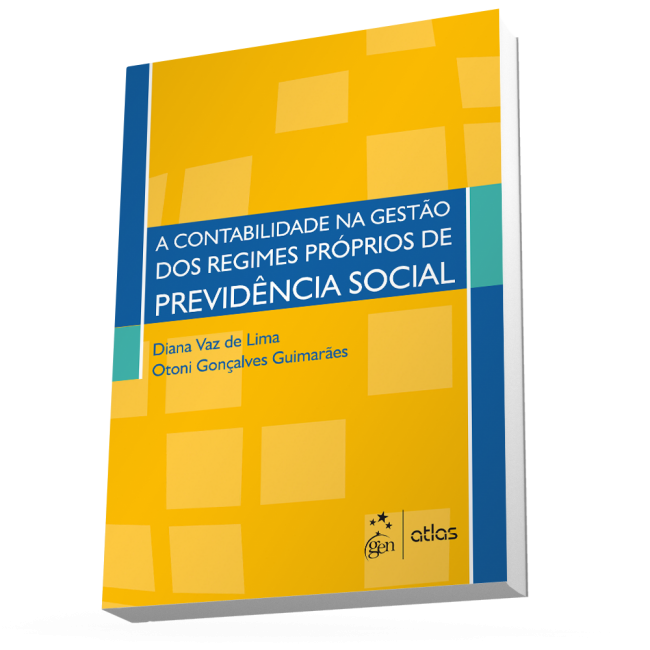 A CONTABILIDADE NA GESTÃO
DOS REGIMES PRÓPRIOS DE
PREVIDÊNCIA SOCIAL
Diana Vaz de Lima
Otoni Gonçalves Guimarães
gen
atlas